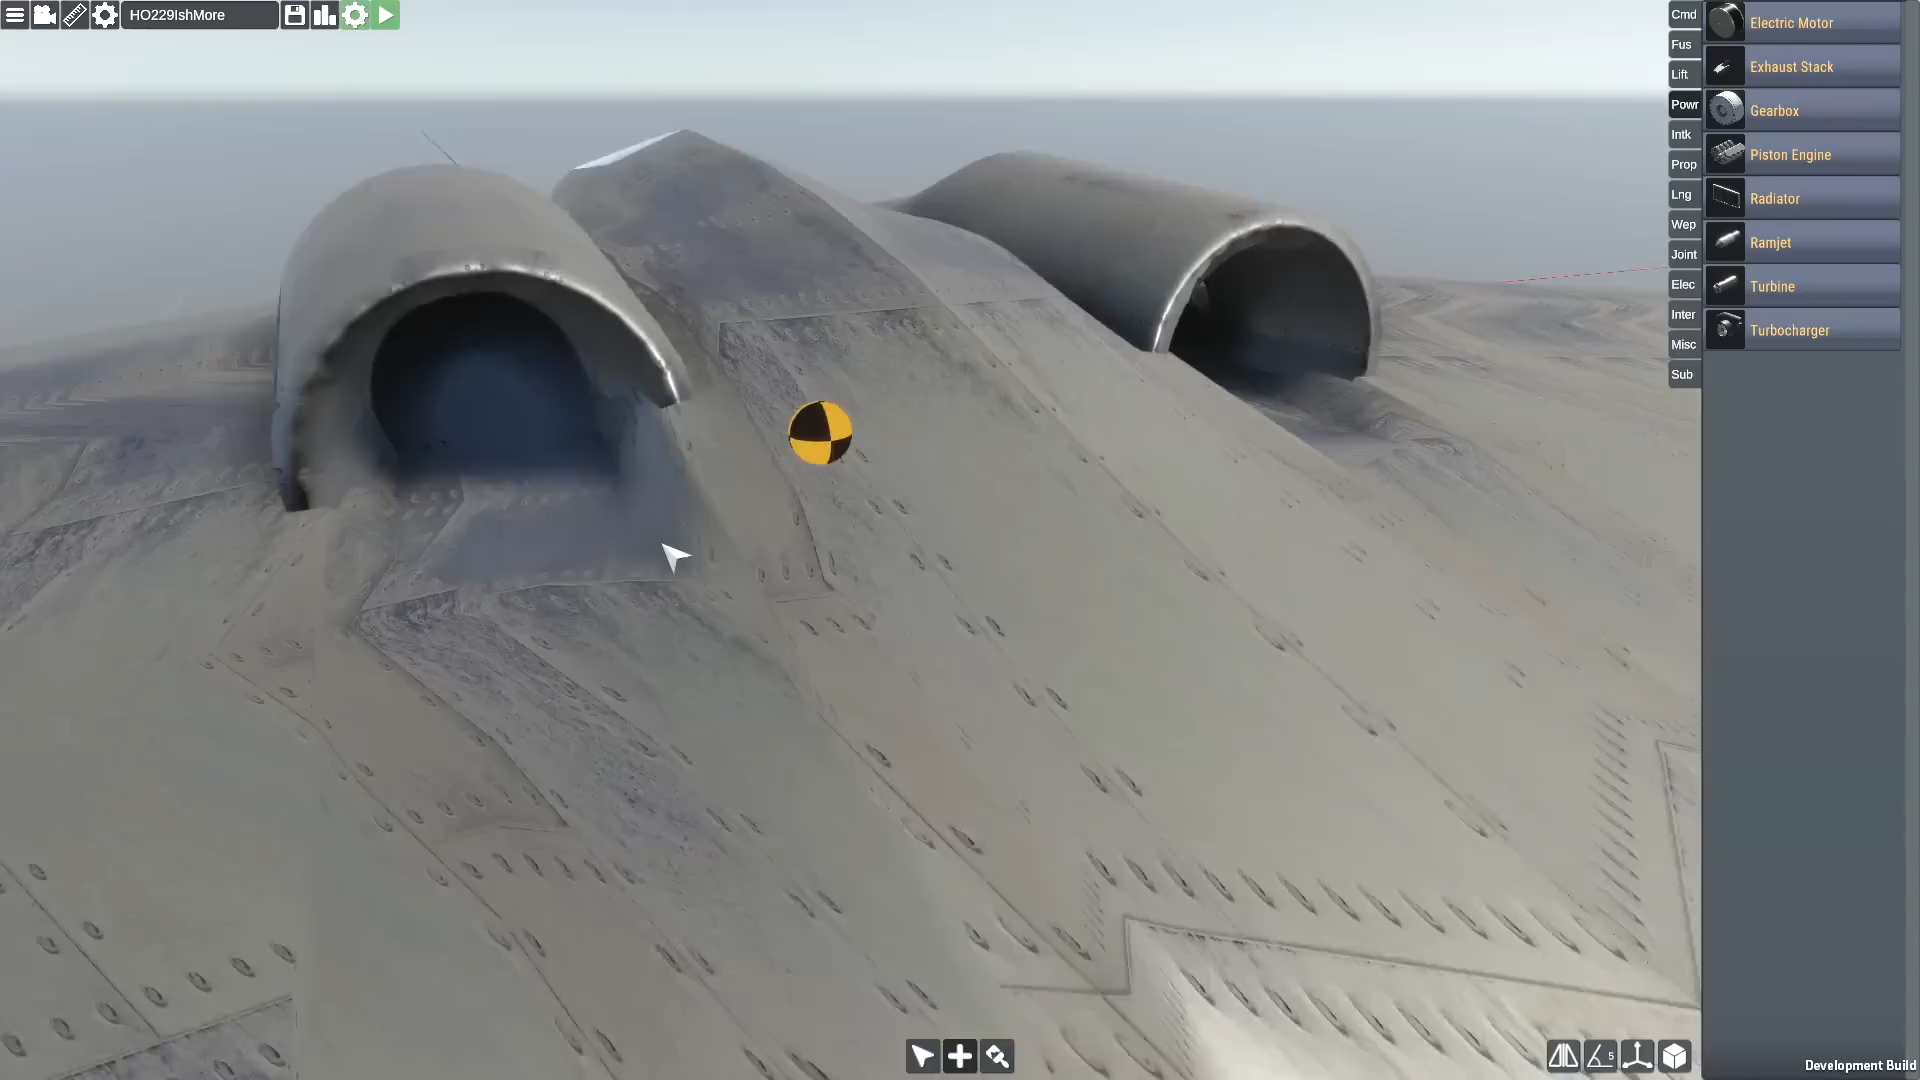 HO229IshMore
Cmd
Fus
Lift
Powr
Intk
Prop
Lng
Wep
Joint
Elec
Inter
Misc
Sub
Electric Motor
Exhaust Stack
Gearbox
Piston Engine
Radiator
Ramjet
Turbine
Turbocharger
5
Development Build